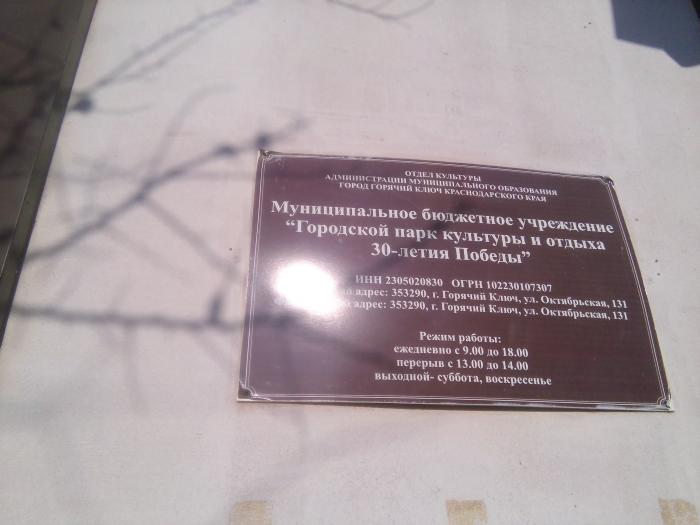 ОТДЕЛ КУЛЬТУРЫ
АДМИНИСТРАЦИИ МУНИЦИПАЛЬНОГО ОБРАЗОВАНИЯ
ГОРОД ГОРЯЧИЙ КЛЮЧ КРАСНОДАРСКОГО КРАЯ
Муниципальное бюджетное учреждение
“Городской парк культуры и отдыха
30-летия Победы”
ИНН 2305020830 ОГРН 102230107307
адрес: 353290, г. Горячий Ключ, ул. Октябрьская, 131
адрес: 353290, г. Горячий Ключ, ул. Октябрьская, 131
Режим работы:
ежедневно с 9.00 до 18.00
перерыв с 13.00 до 14.00
выходной- суббота, воскресенье